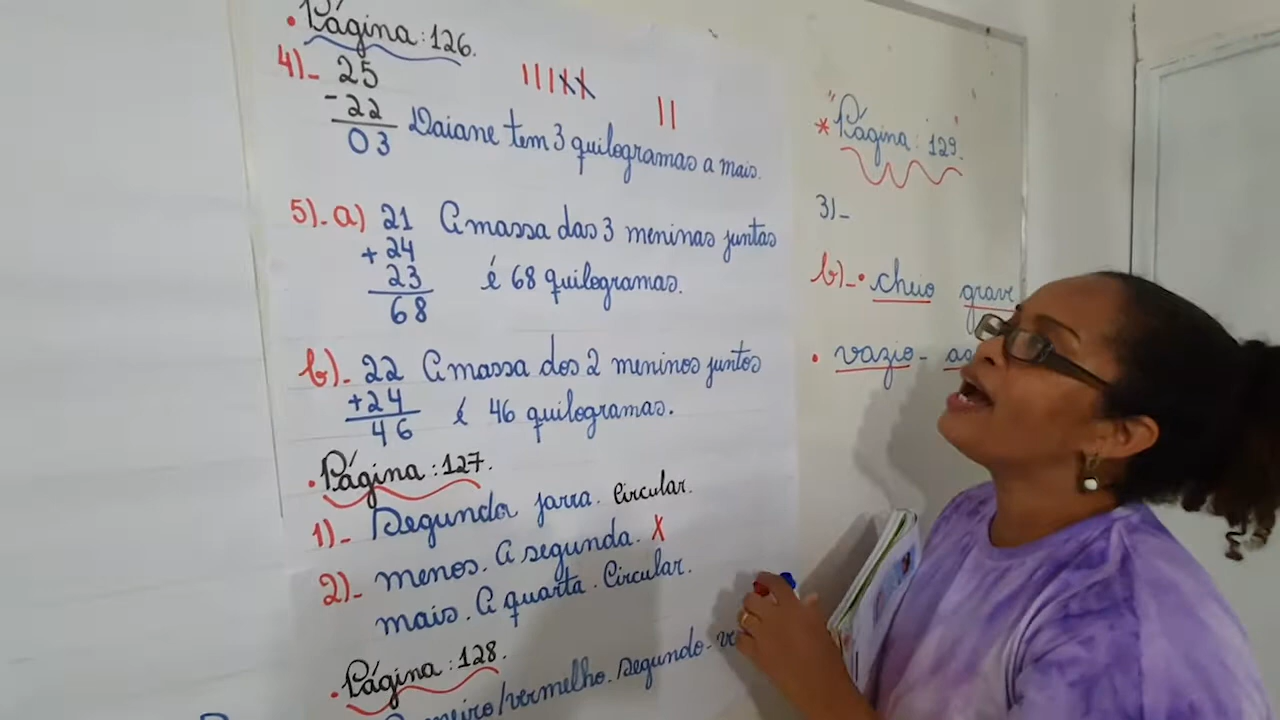 • Página: 126.
4)- 25
- 22
03 Daiane tem 3 quilogramas a mais.
5)- a) 21 A massa das 3 meninas juntas
+ 24
23 é 68 quilogramas.
68
b)- 22 A massa dos 2 meninos juntos
+24 é 46 quilogramas.
46
• Página: 127.
1)- Segunda jarra. Circular.
2)- menos. A segunda. X
mais. A quarta. Circular.
• Página: 128.
/vermelho. Segundo-
* "Página: 129."
3)-
b)- • cheio grave
• vazio-